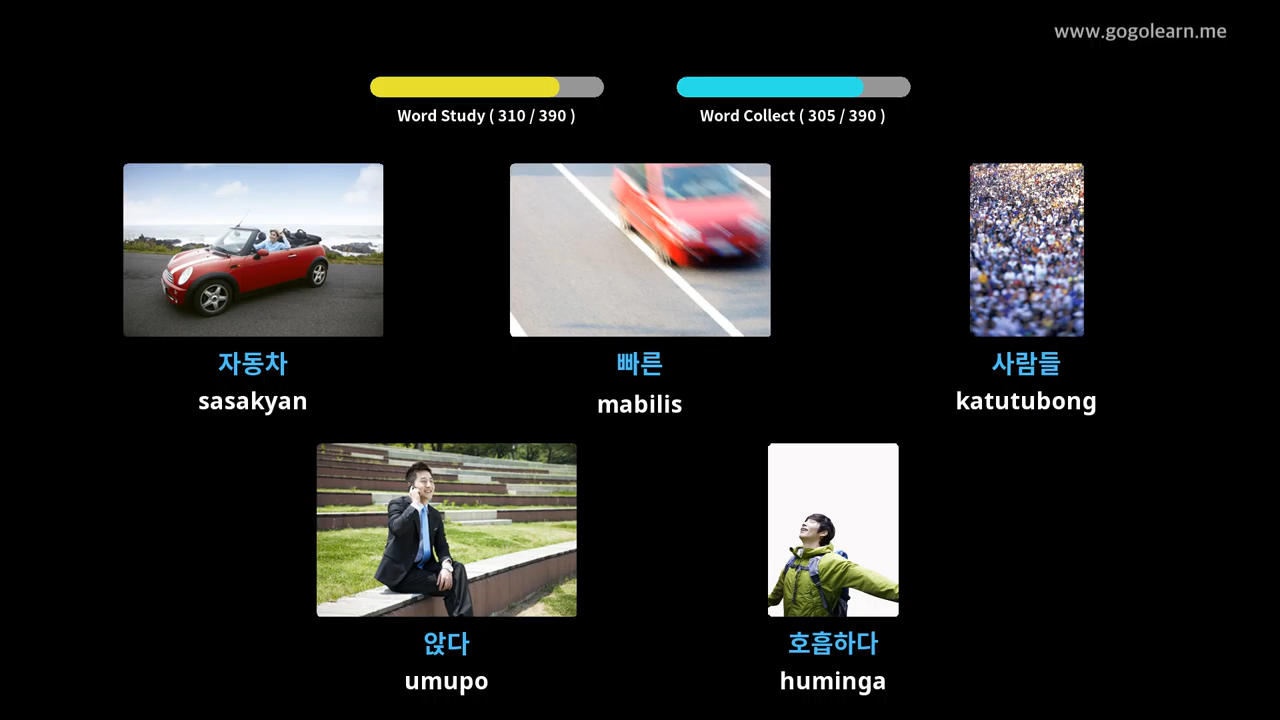 www.gogolearn.me
Word Study ( 310 / 390 )
Word Collect ( 305 / 390 )
자동차
sasakyan
빠른
mabilis
사람들
katutubong
앉다
umupo
호흡하다
huminga